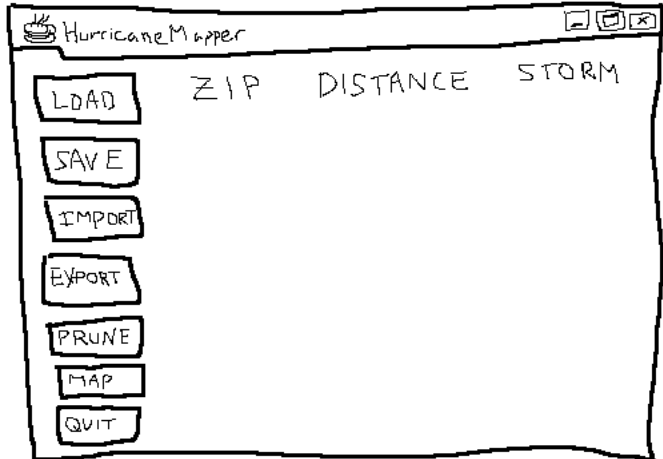 HurricaneMapper
ZIP DISTANCE STORM
LOAD
SAVE
IMPORT
EXPORT
PRUNE
MAP
QUIT